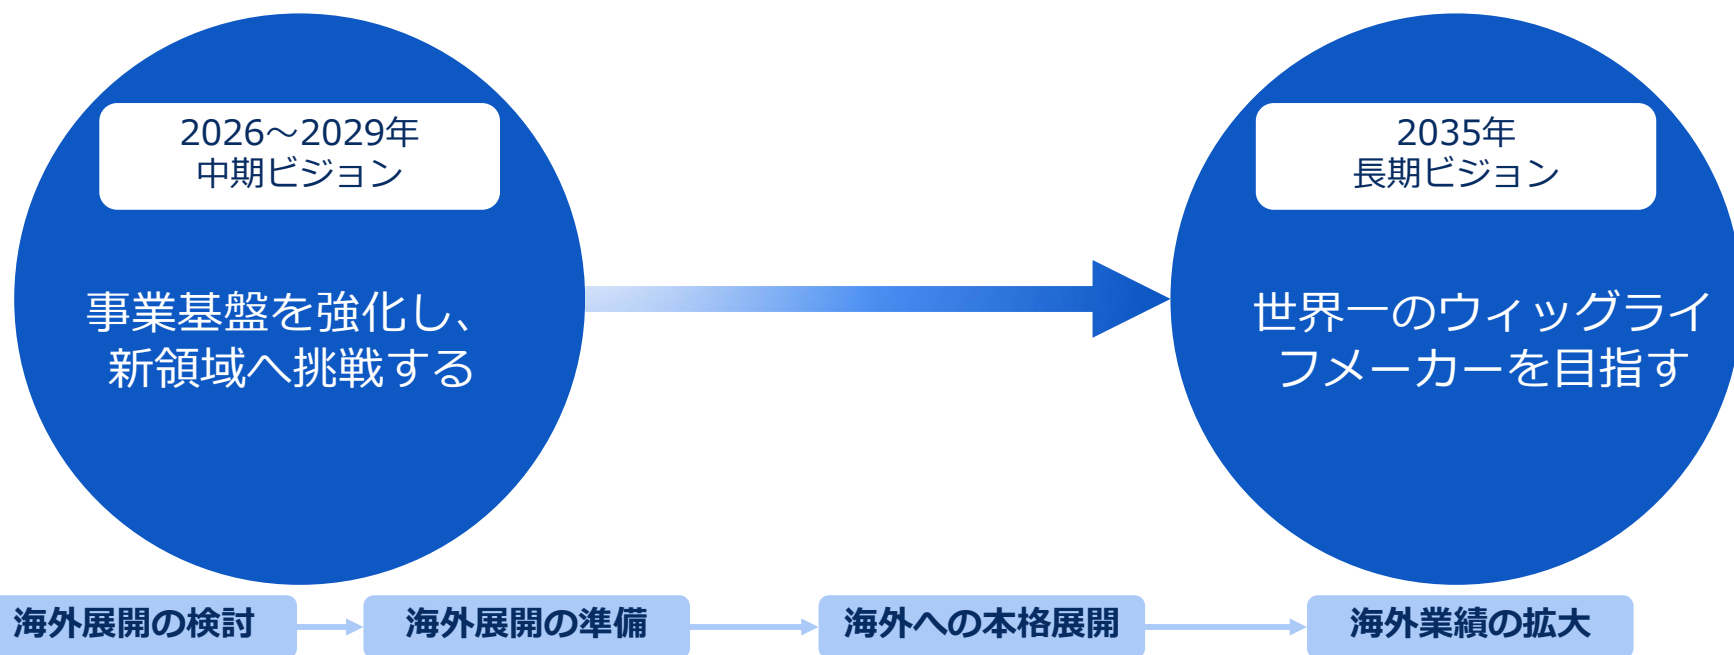 2026～2029年
中期ビジョン
事業基盤を強化し、
新領域へ挑戦する
2035年
長期ビジョン
世界一のウィッグライ
フメーカーを目指す
海外展開の検討
海外展開の準備
海外への本格展開
海外業績の拡大